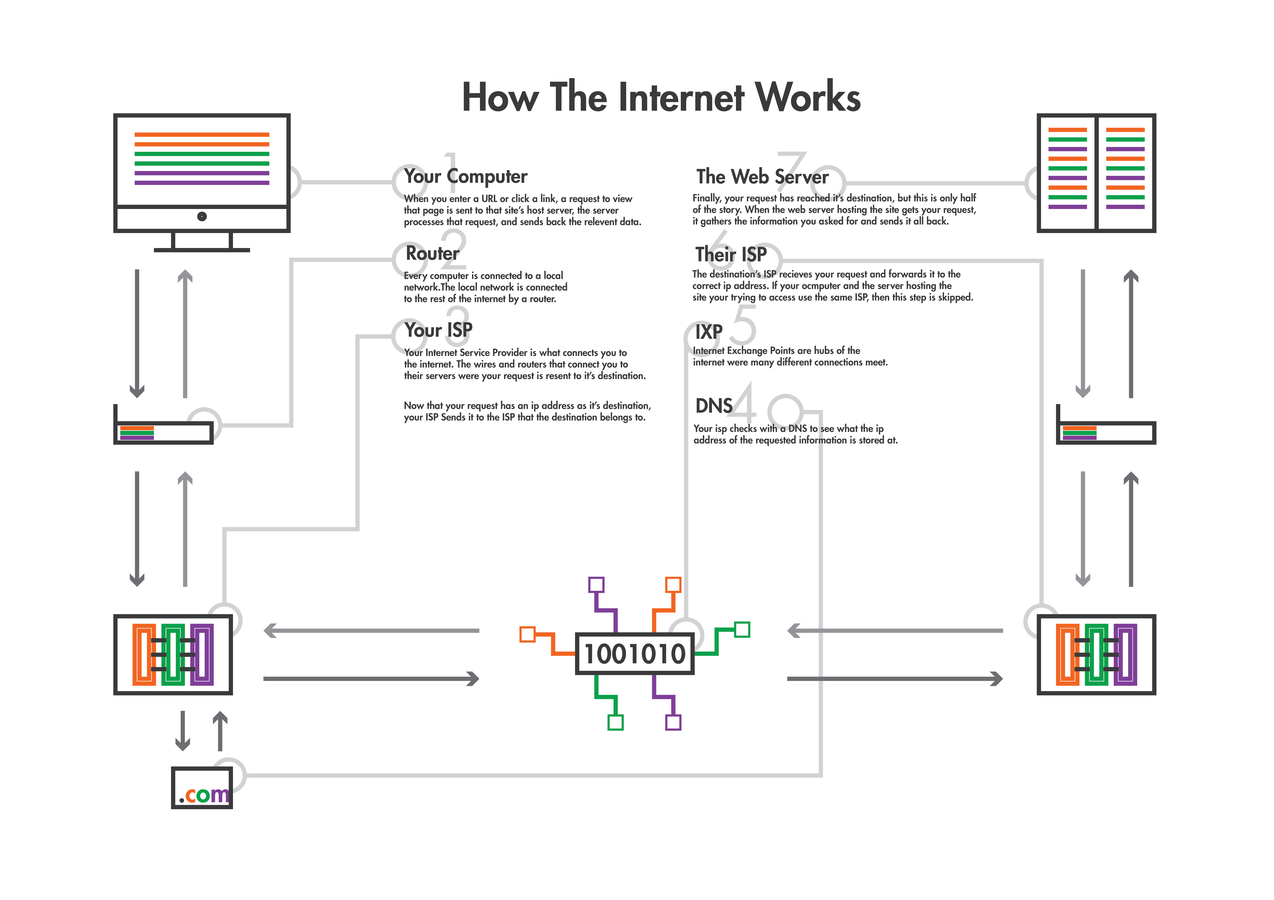 How The Internet Works
1
Your Computer
When you enter a URL or click a link, a request to view
that page is sent to that site's host server, the server
processes that request, and sends back the relevent data.
2
Router
Every computer is connected to a local
network.The local network is connected
to the rest of the internet by a router.
3
Your ISP
Your Internet Service Provider is what connects you to
the internet. The wires and routers that connect you to
their servers were your request is resent to it's destination.
Now that your request has an ip address as it's destination,
your ISP Sends it to the ISP that the destination belongs to.
7
The Web Server
Finally, your request has reached it's destination, but this is only half
of the story. When the web server hosting the site gets your request,
it gathers the information you asked for and sends it all back.
6
Their ISP
The destination's ISP recieves your request and forwards it to the
correct ip address. If your ocmputer and the server hosting the
site your trying to access use the same ISP, then this step is skipped.
5
IXP
Internet Exchange Points are hubs of the
internet were many different connections meet.
4
DNS
Your isp checks with a DNS to see what the ip
address of the requested information is stored at.
1001010
.com